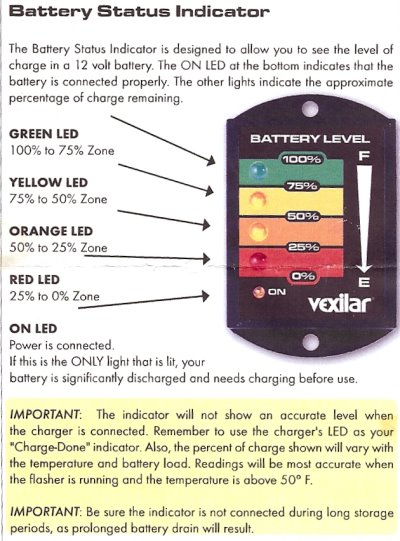 Battery Status Indicator
The Battery Status Indicator is designed to allow you to see the level of
charge in a 12 volt battery. The ON LED at the bottom indicates that the
battery is connected properly. The other lights indicate the approximate
percentage of charge remaining.
GREEN LED
100% to 75% Zone
YELLOW LED
75% to 50% Zone
ORANGE LED
50% to 25% Zone
RED LED
25% to 0% Zone
ON LED
Power is connected.
If this is the ONLY light that is lit, your
battery is significantly discharged and needs charging before use.
BATTERY LEVEL
100%
F
75%
50%
25%
0%
E
ON
Vexilar
IMPORTANT: The indicator will not show an accurate level when
the charger is connected. Remember to use the charger's LED as your
"Charge-Done" indicator. Also, the percent of charge shown will vary with
the temperature and battery load. Readings will be most accurate when
the flasher is running and the temperature is above 50° F.
IMPORTANT: Be sure the indicator is not connected during long storage
periods, as prolonged battery drain will result.